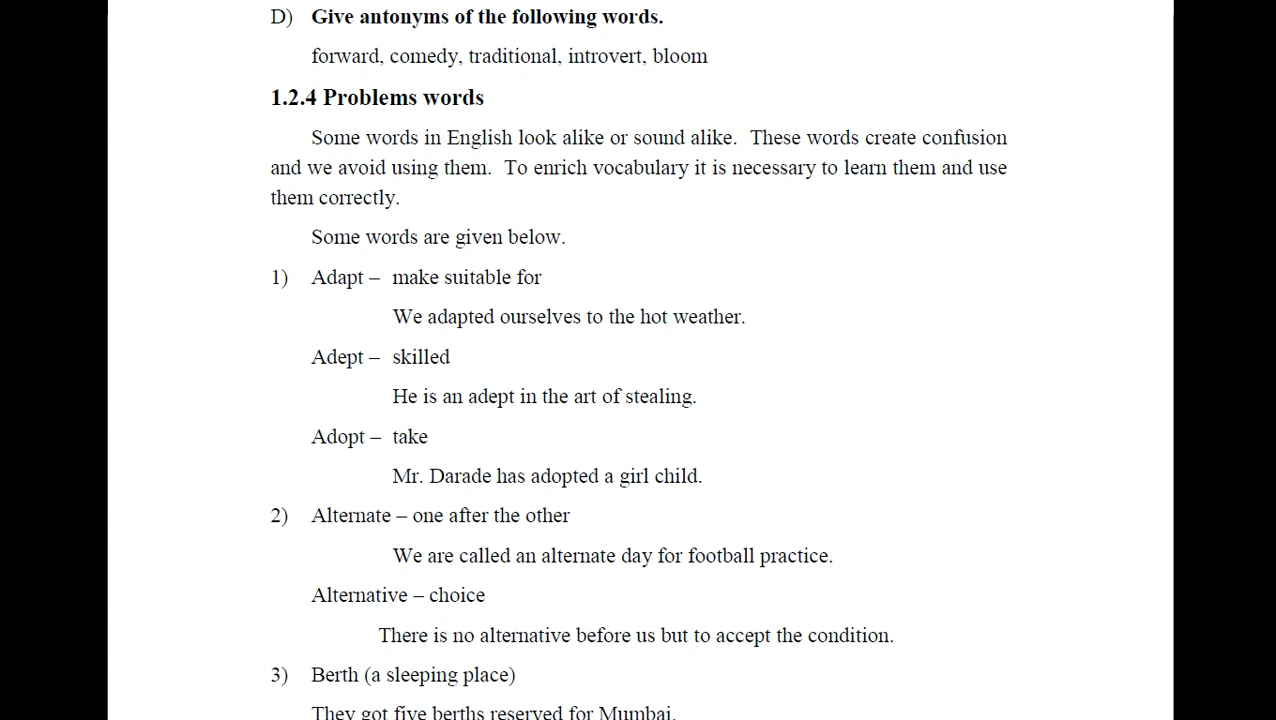 D) Give antonyms of the following words.
forward, comedy, traditional, introvert, bloom
1.2.4 Problems words
Some words in English look alike or sound alike. These words create confusion
and we avoid using them. To enrich vocabulary it is necessary to learn them and use
them correctly.
Some words are given below.
1) Adapt – make suitable for
We adapted ourselves to the hot weather.
Adept – skilled
He is an adept in the art of stealing.
Adopt – take
Mr. Darade has adopted a girl child.
2) Alternate – one after the other
We are called an alternate day for football practice.
Alternative – choice
There is no alternative before us but to accept the condition.
3) Berth (a sleeping place)
They got five berths reserved for Mumbai.